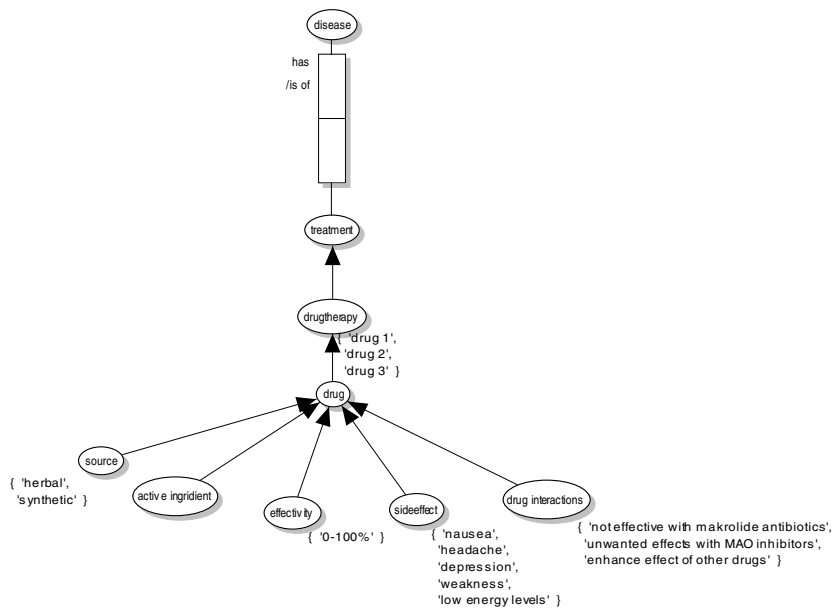 disease
has
/is of
treatment
drugtherapy
{ 'drug 1',
'drug 2',
'drug 3' }
drug
source
{ 'herbal',
'synthetic' }
active ingridient
effectivity
{ '0-100%' }
sideeffect
{ 'nausea',
'headache',
'depression',
'weakness',
'low energy levels' }
drug interactions
{ 'not effective with makrolide antibiotics',
'unwanted effects with MAO inhibitors',
'enhance effect of other drugs' }